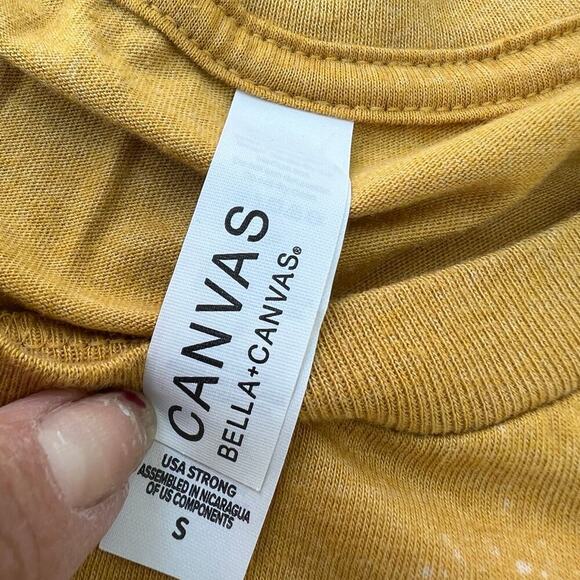 CANVAS
BELLA+CANVAS®
USA STRONG
ASSEMBLED IN NICARAGUA
OF US COMPONENTS
S